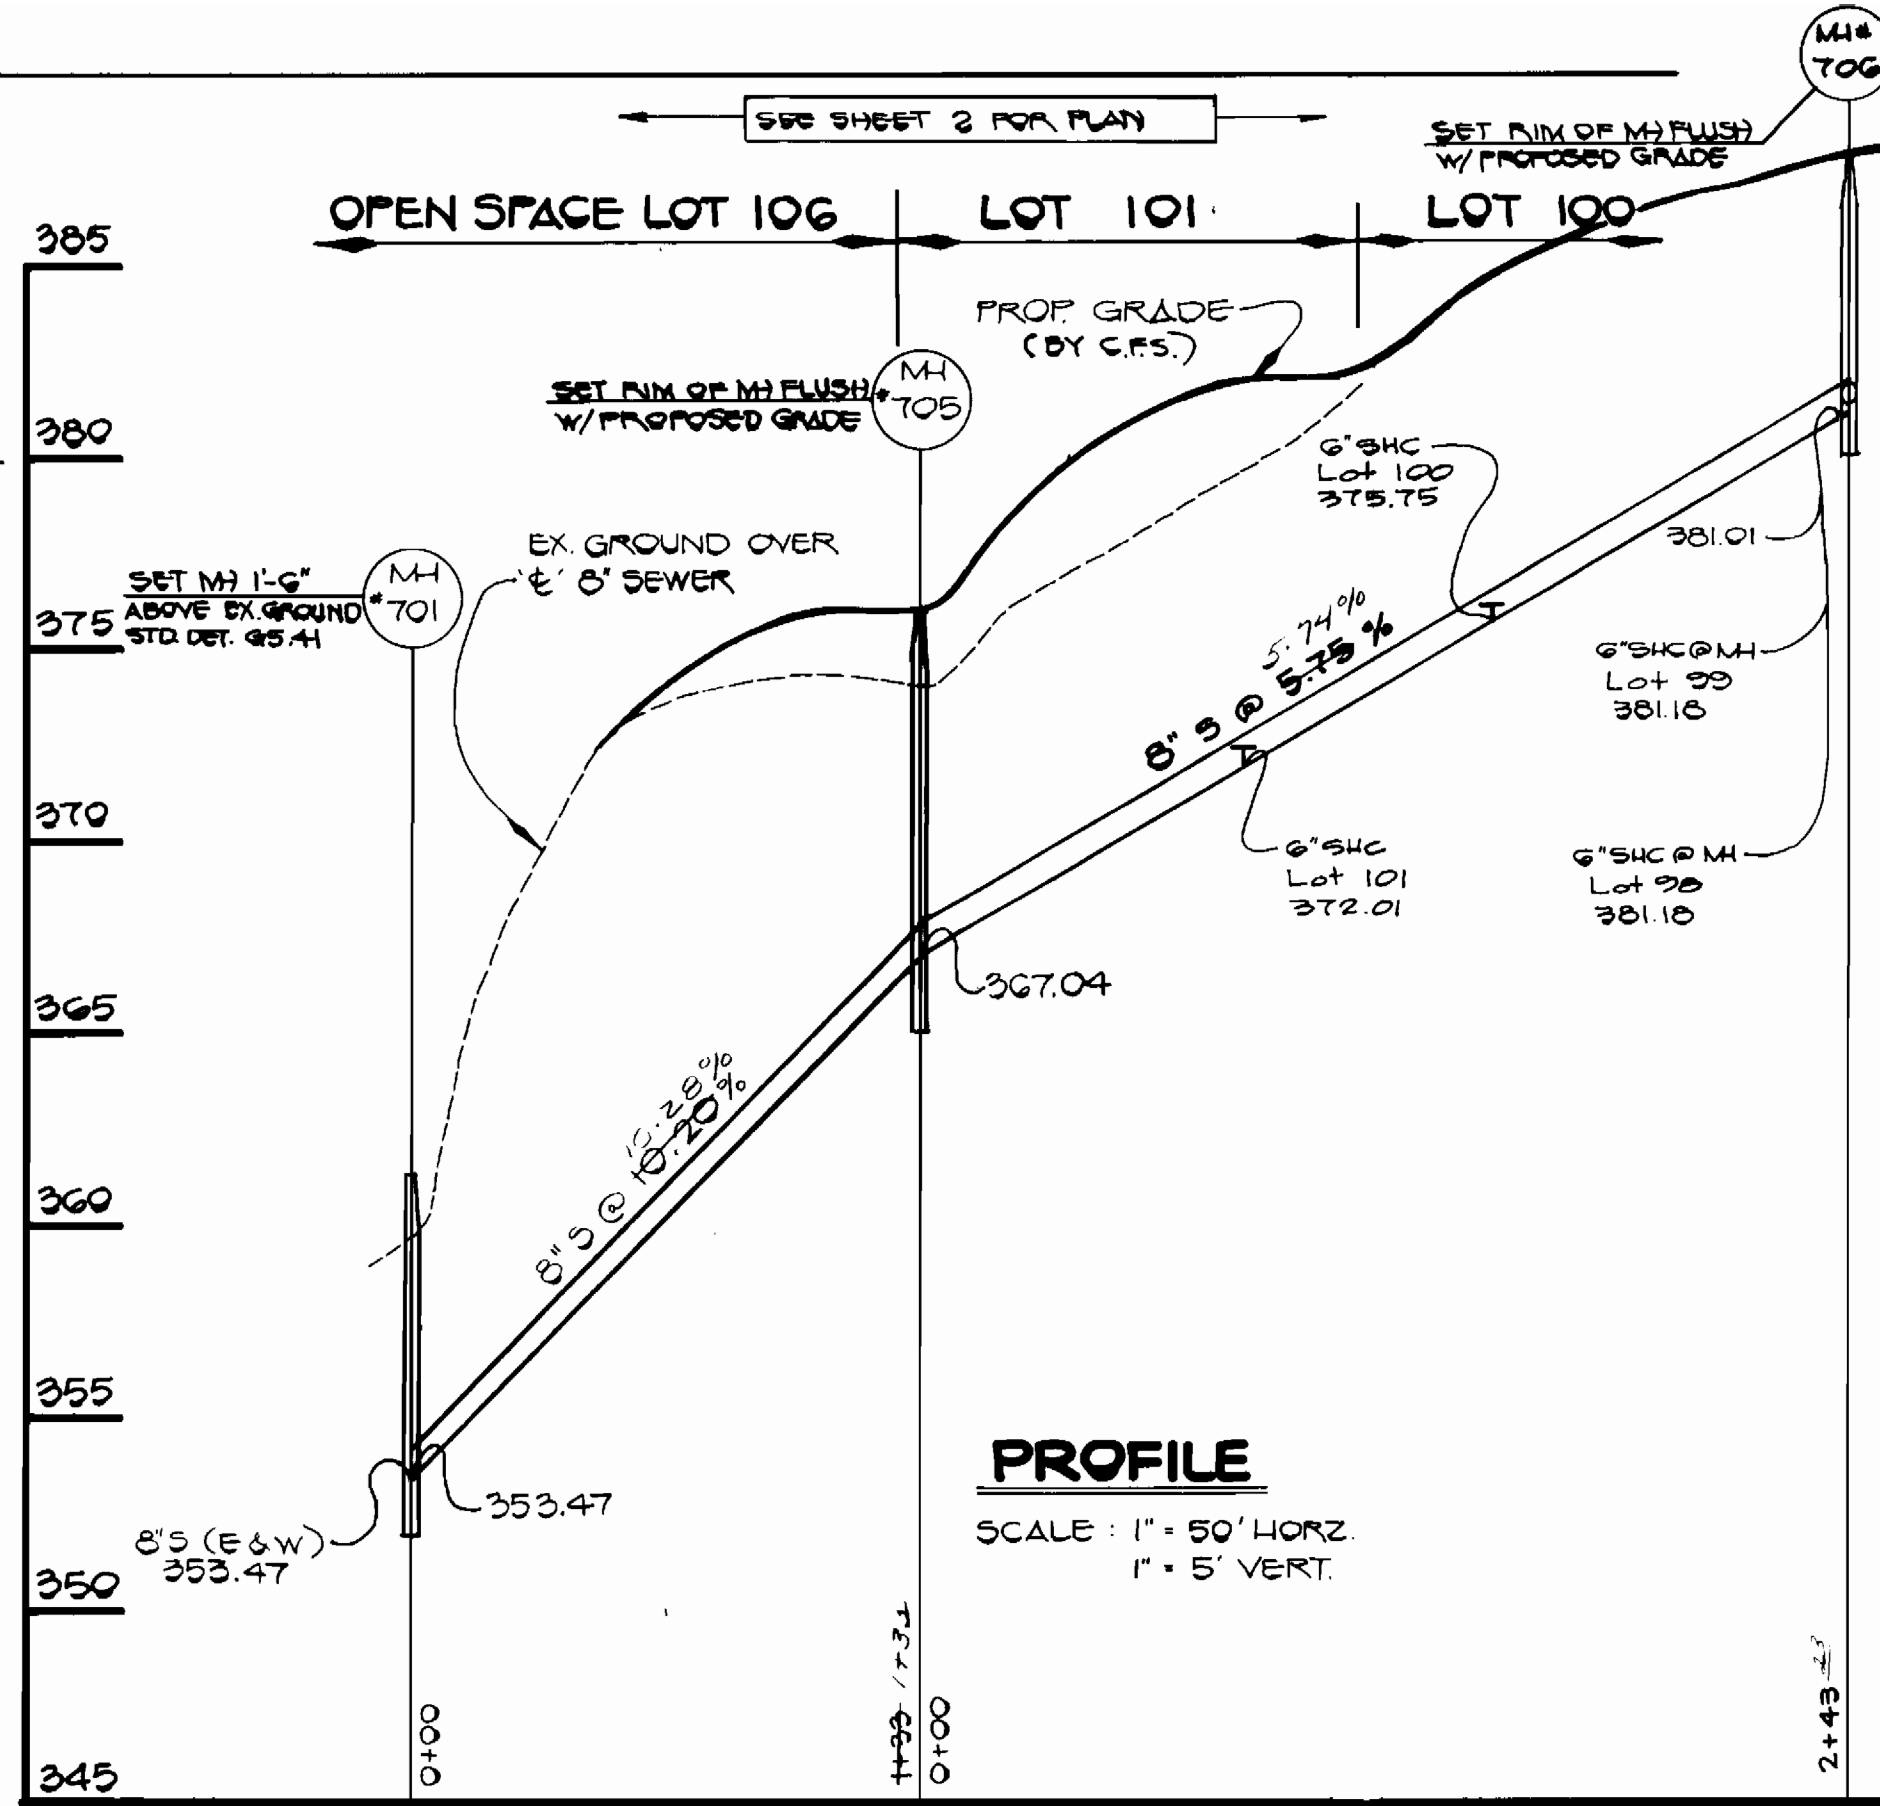 MH#
706
SEE SHEET 2 FOR PLAN
SET RIM OF MH FLUSH
W/ PROPOSED GRADE
OPEN SPACE LOT 106
LOT 101
LOT 100
385
PROP. GRADE
(BY C.F.S.)
MH
#705
SET RIM OF MH FLUSH
W/ PROPOSED GRADE
380
6" SHC
Lot 100
375.75
381.01
EX. GROUND OVER
'℄' 8" SEWER
MH
#701
SET MH 1'-6"
ABOVE EX. GROUND
STD. DET. G5.41
375
5.74%
8" S @ 5.75%
6"SHC@MH
Lot 99
381.18
370
6"SHC
Lot 101
372.01
6"SHC@MH
Lot 98
381.18
367.04
365
10.28%
8" S @ 10.20%
360
355
353.47
8"S (E & W)
353.47
350
PROFILE
SCALE : 1" = 50' HORZ.
1" = 5' VERT.
0+00
1+33 1+32
0+00
2+43
345